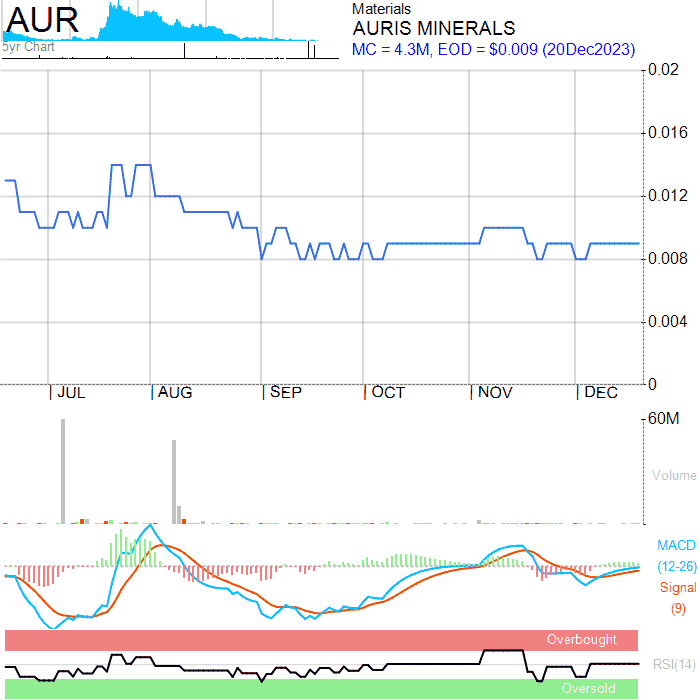 AUR
5yr Chart
Materials
AURIS MINERALS
MC = 4.3M, EOD = $0.009 (20Dec2023)
0.02
0.016
0.012
0.008
0.004
0
JUL AUG SEP OCT NOV DEC
60M
Volume
MACD
(12-26)
Signal
(9)
Overbought
RSI(14)
Oversold